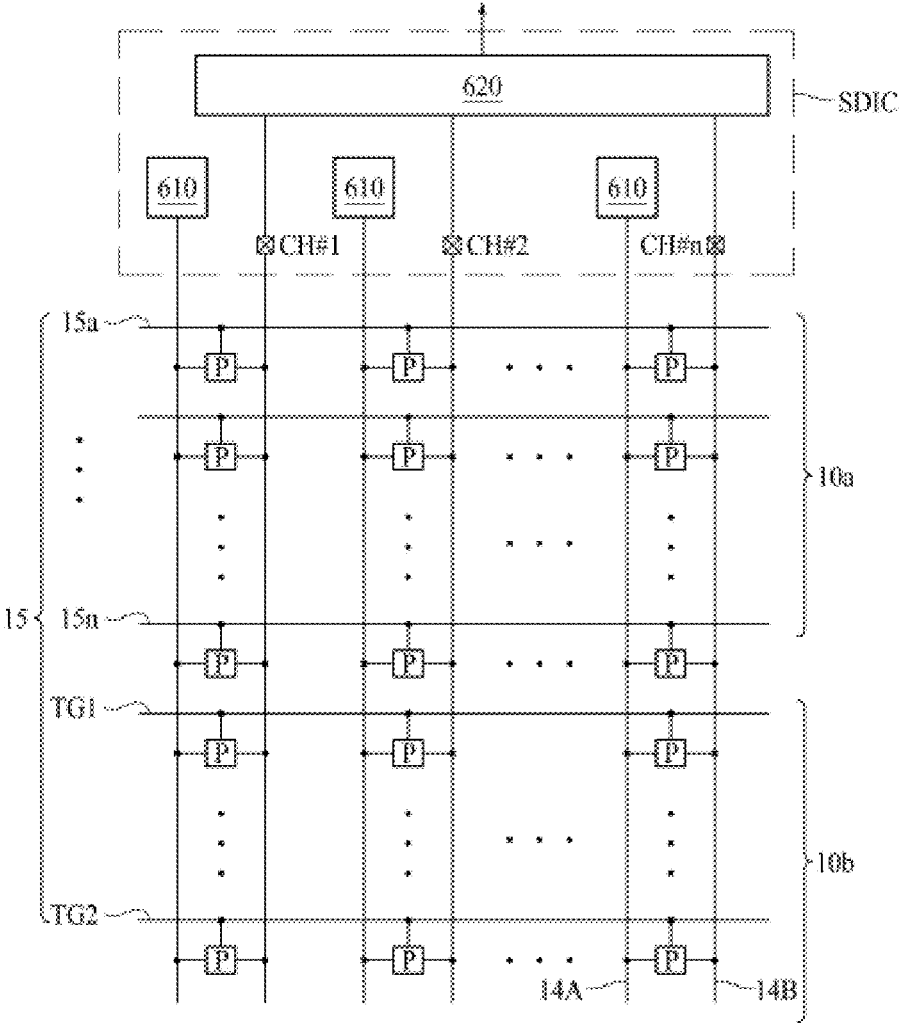 620
SDIC
610 610 610
CH#1 CH#2 CH#n
15a
P P P
P P P
10a
15
15n
P P P
TG1
P P P
10b
TG2
P P P
14A 14B